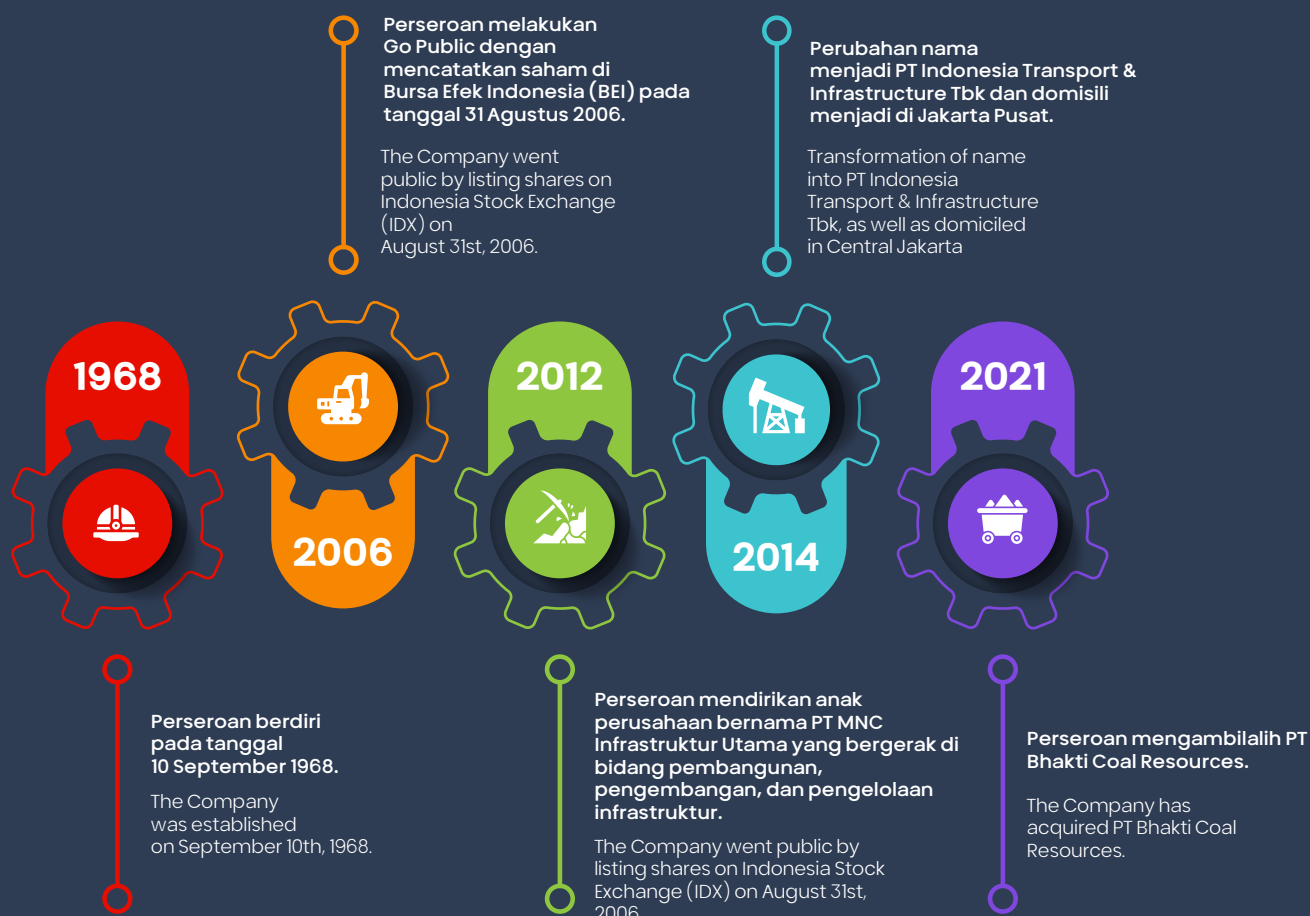 Perseroan melakukan
Go Public dengan
mencatatkan saham di
Bursa Efek Indonesia (BEI) pada
tanggal 31 Agustus 2006.
The Company went
public by listing shares on
Indonesia Stock Exchange
(IDX) on
August 31st, 2006.
Perubahan nama
menjadi PT Indonesia Transport &
Infrastructure Tbk dan domisili
menjadi di Jakarta Pusat.
Transformation of name
into PT Indonesia
Transport & Infrastructure
Tbk, as well as domiciled
in Central Jakarta
1968
2006
2012
2014
2021
Perseroan berdiri
pada tanggal
10 September 1968.
The Company
was established
on September 10th, 1968.
Perseroan mendirikan anak
perusahaan bernama PT MNC
Infrastruktur Utama yang bergerak di
bidang pembangunan,
pengembangan, dan pengelolaan
infrastruktur.
The Company went public by
listing shares on Indonesia Stock
Exchange (IDX) on August 31st,
2006
Perseroan mengambilalih PT
Bhakti Coal Resources.
The Company has
acquired PT Bhakti Coal
Resources.